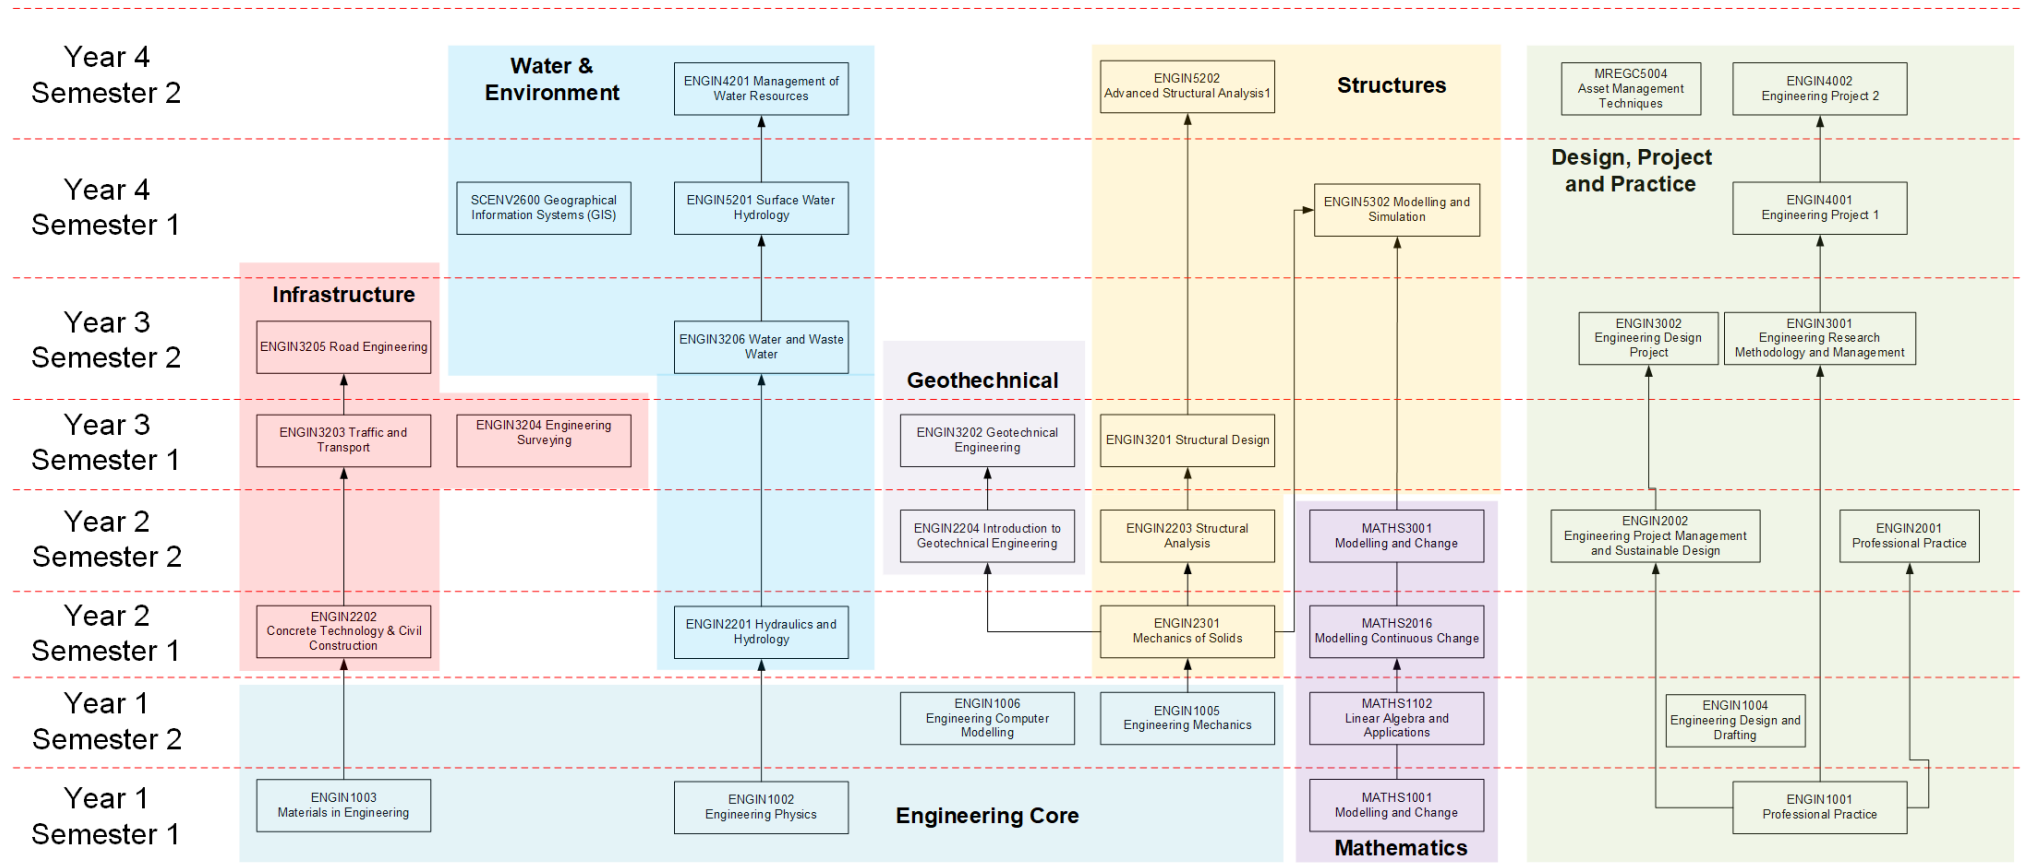 Year 4
Semester 2
Water &
Environment
ENGIN4201 Management of
Water Resources
ENGIN5202
Advanced Structural Analysis1
Structures
MREGC5004
Asset Management
Techniques
ENGIN4002
Engineering Project 2
Design, Project
and Practice
Year 4
Semester 1
SCENV2600 Geographical
Information Systems (GIS)
ENGIN5201 Surface Water
Hydrology
ENGIN5302 Modelling and
Simulation
ENGIN4001
Engineering Project 1
Infrastructure
Year 3
Semester 2
ENGIN3205 Road Engineering
ENGIN3206 Water and Waste
Water
ENGIN3002
Engineering Design
Project
ENGIN3001
Engineering Research
Methodology and Management
Geothechnical
Year 3
Semester 1
ENGIN3203 Traffic and
Transport
ENGIN3204 Engineering
Surveying
ENGIN3202 Geotechnical
Engineering
ENGIN3201 Structural Design
Year 2
Semester 2
ENGIN2204 Introduction to
Geotechnical Engineering
ENGIN2203 Structural
Analysis
MATHS3001
Modelling and Change
ENGIN2002
Engineering Project Management
and Sustainable Design
ENGIN2001
Professional Practice
Year 2
Semester 1
ENGIN2202
Concrete Technology & Civil
Construction
ENGIN2201 Hydraulics and
Hydrology
ENGIN2301
Mechanics of Solids
MATHS2016
Modelling Continuous Change
Year 1
Semester 2
ENGIN1006
Engineering Computer
Modelling
ENGIN1005
Engineering Mechanics
MATHS1102
Linear Algebra and
Applications
ENGIN1004
Engineering Design and
Drafting
Year 1
Semester 1
ENGIN1003
Materials in Engineering
ENGIN1002
Engineering Physics
Engineering Core
MATHS1001
Modelling and Change
Mathematics
ENGIN1001
Professional Practice